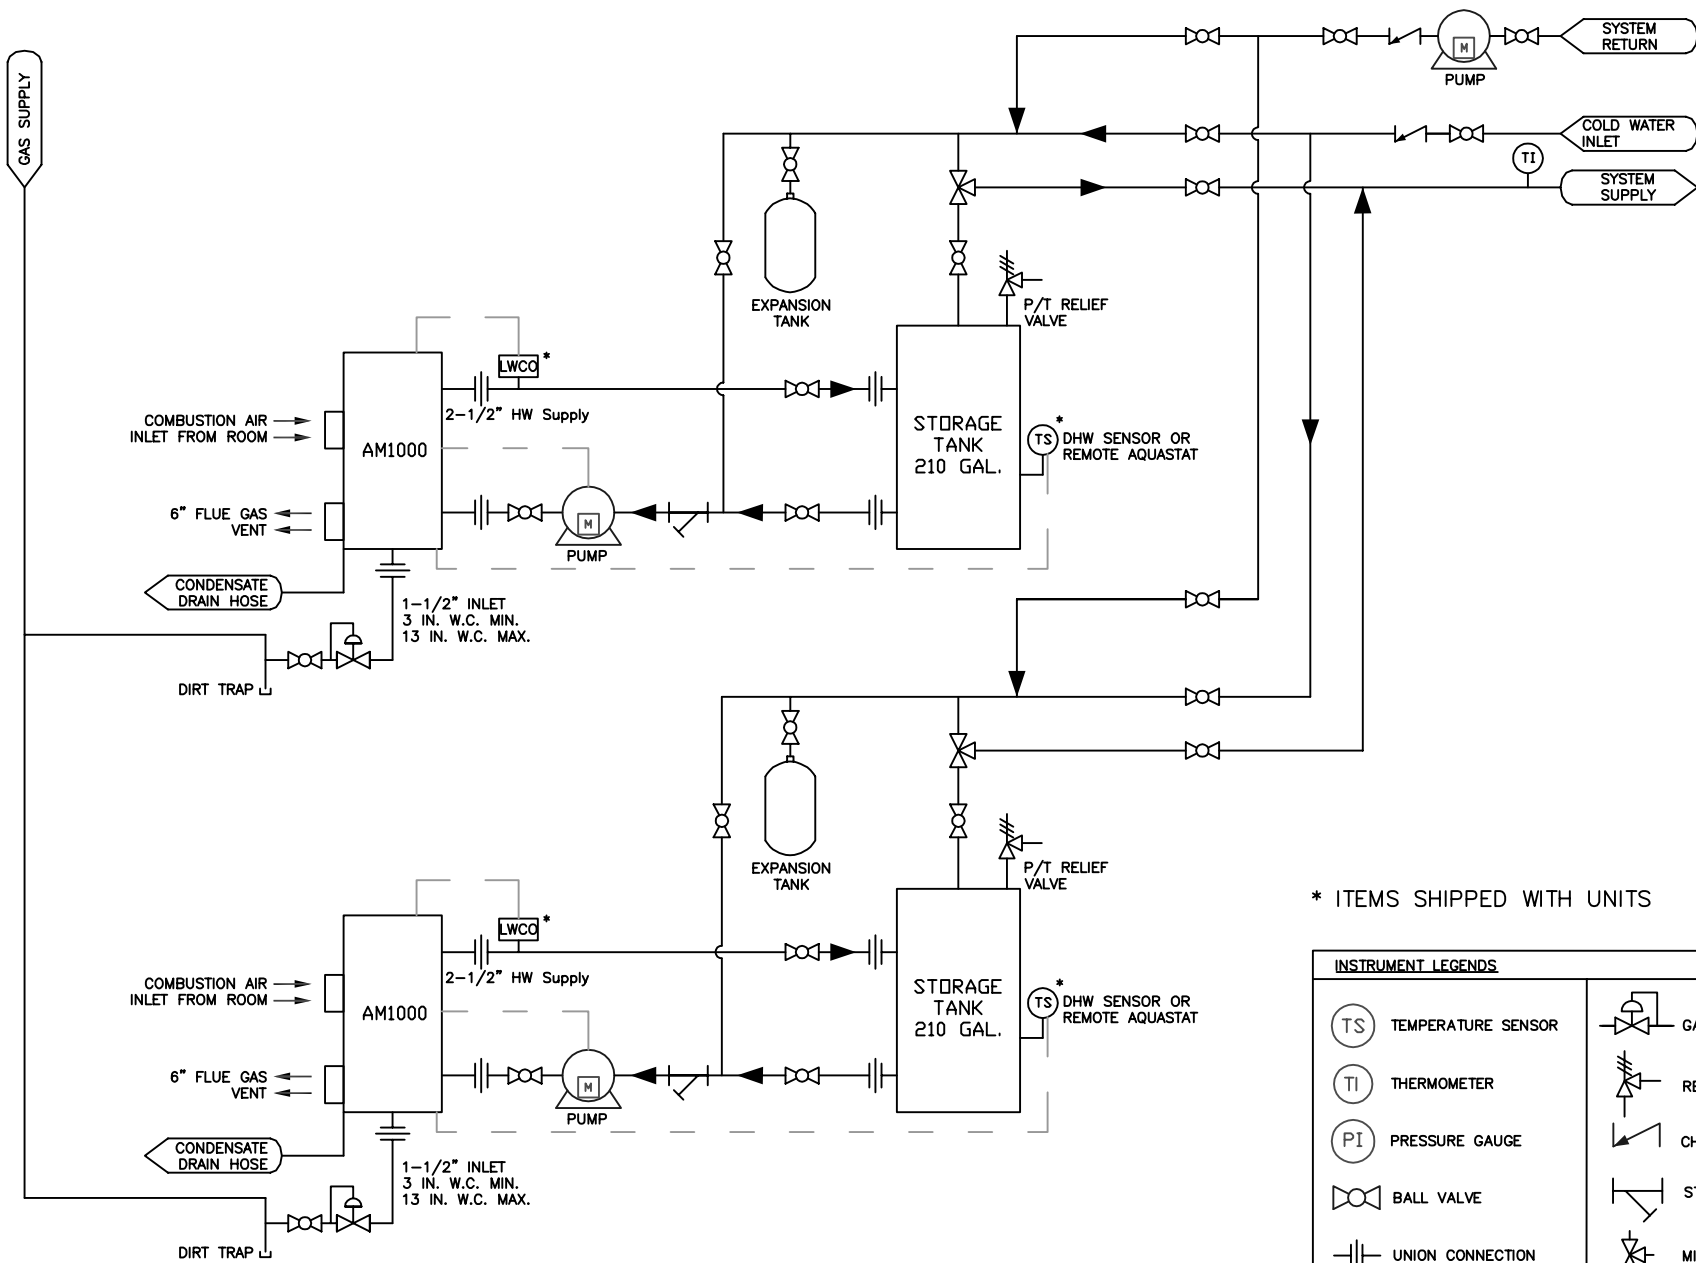 GAS SUPPLY
SYSTEM
RETURN
M
PUMP
COLD WATER
INLET
TI
SYSTEM
SUPPLY
EXPANSION
TANK
P/T RELIEF
VALVE
LWCO *
2-1/2" HW Supply
COMBUSTION AIR
INLET FROM ROOM
AM1000
STORAGE
TANK
210 GAL.
*
TS
DHW SENSOR OR
REMOTE AQUASTAT
6" FLUE GAS
VENT
M
PUMP
CONDENSATE
DRAIN HOSE
1-1/2" INLET
3 IN. W.C. MIN.
13 IN. W.C. MAX.
DIRT TRAP
EXPANSION
TANK
P/T RELIEF
VALVE
LWCO *
2-1/2" HW Supply
COMBUSTION AIR
INLET FROM ROOM
AM1000
STORAGE
TANK
210 GAL.
*
TS
DHW SENSOR OR
REMOTE AQUASTAT
6" FLUE GAS
VENT
M
PUMP
CONDENSATE
DRAIN HOSE
1-1/2" INLET
3 IN. W.C. MIN.
13 IN. W.C. MAX.
DIRT TRAP
* ITEMS SHIPPED WITH UNITS
INSTRUMENT LEGENDS
TS TEMPERATURE SENSOR
TI THERMOMETER
PI PRESSURE GAUGE
BALL VALVE
UNION CONNECTION